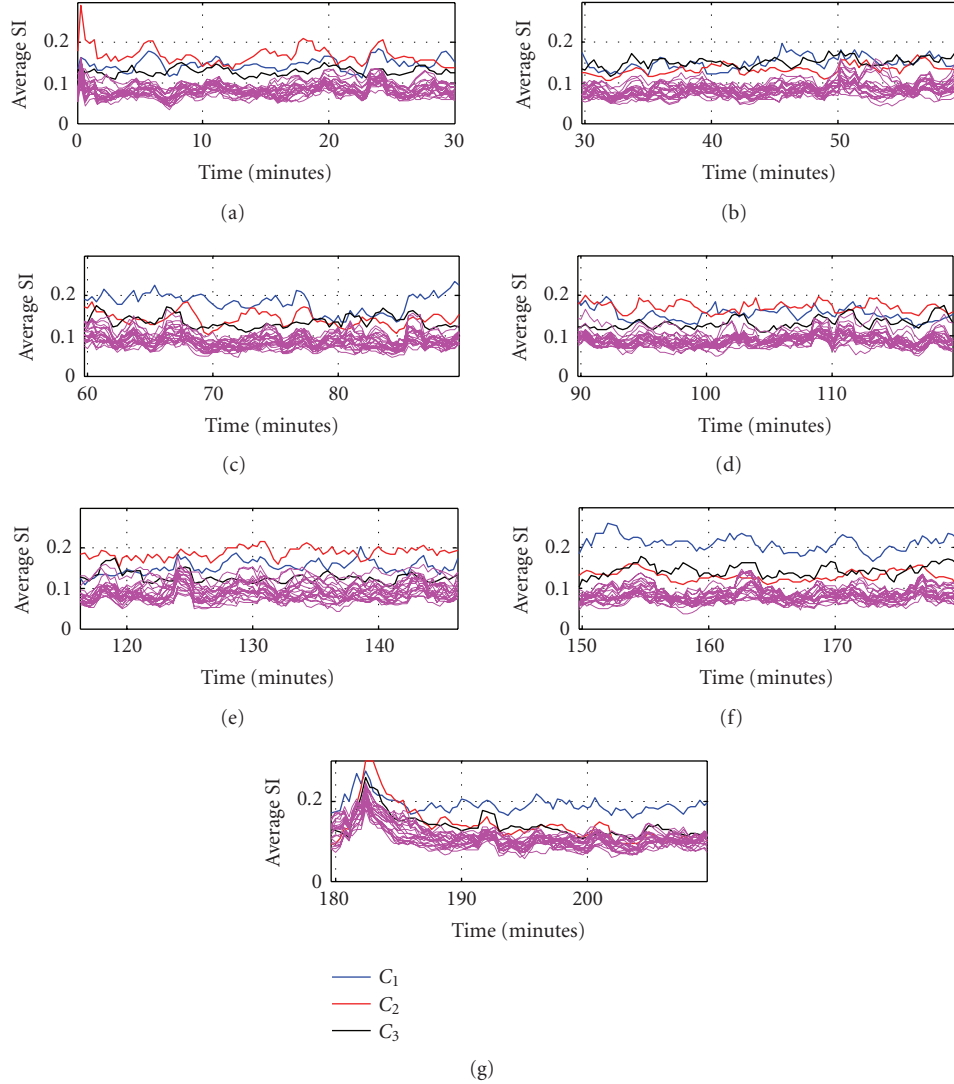 Average SI
0.2
0.1
0
0 10 20 30
Time (minutes)
(a)
Average SI
0.2
0.1
0
30 40 50
Time (minutes)
(b)
Average SI
0.2
0.1
0
60 70 80
Time (minutes)
(c)
Average SI
0.2
0.1
0
90 100 110
Time (minutes)
(d)
Average SI
0.2
0.1
0
120 130 140
Time (minutes)
(e)
Average SI
0.2
0.1
0
150 160 170
Time (minutes)
(f)
Average SI
0.2
0
180 190 200
Time (minutes)
C₁
C₂
C₃
(g)